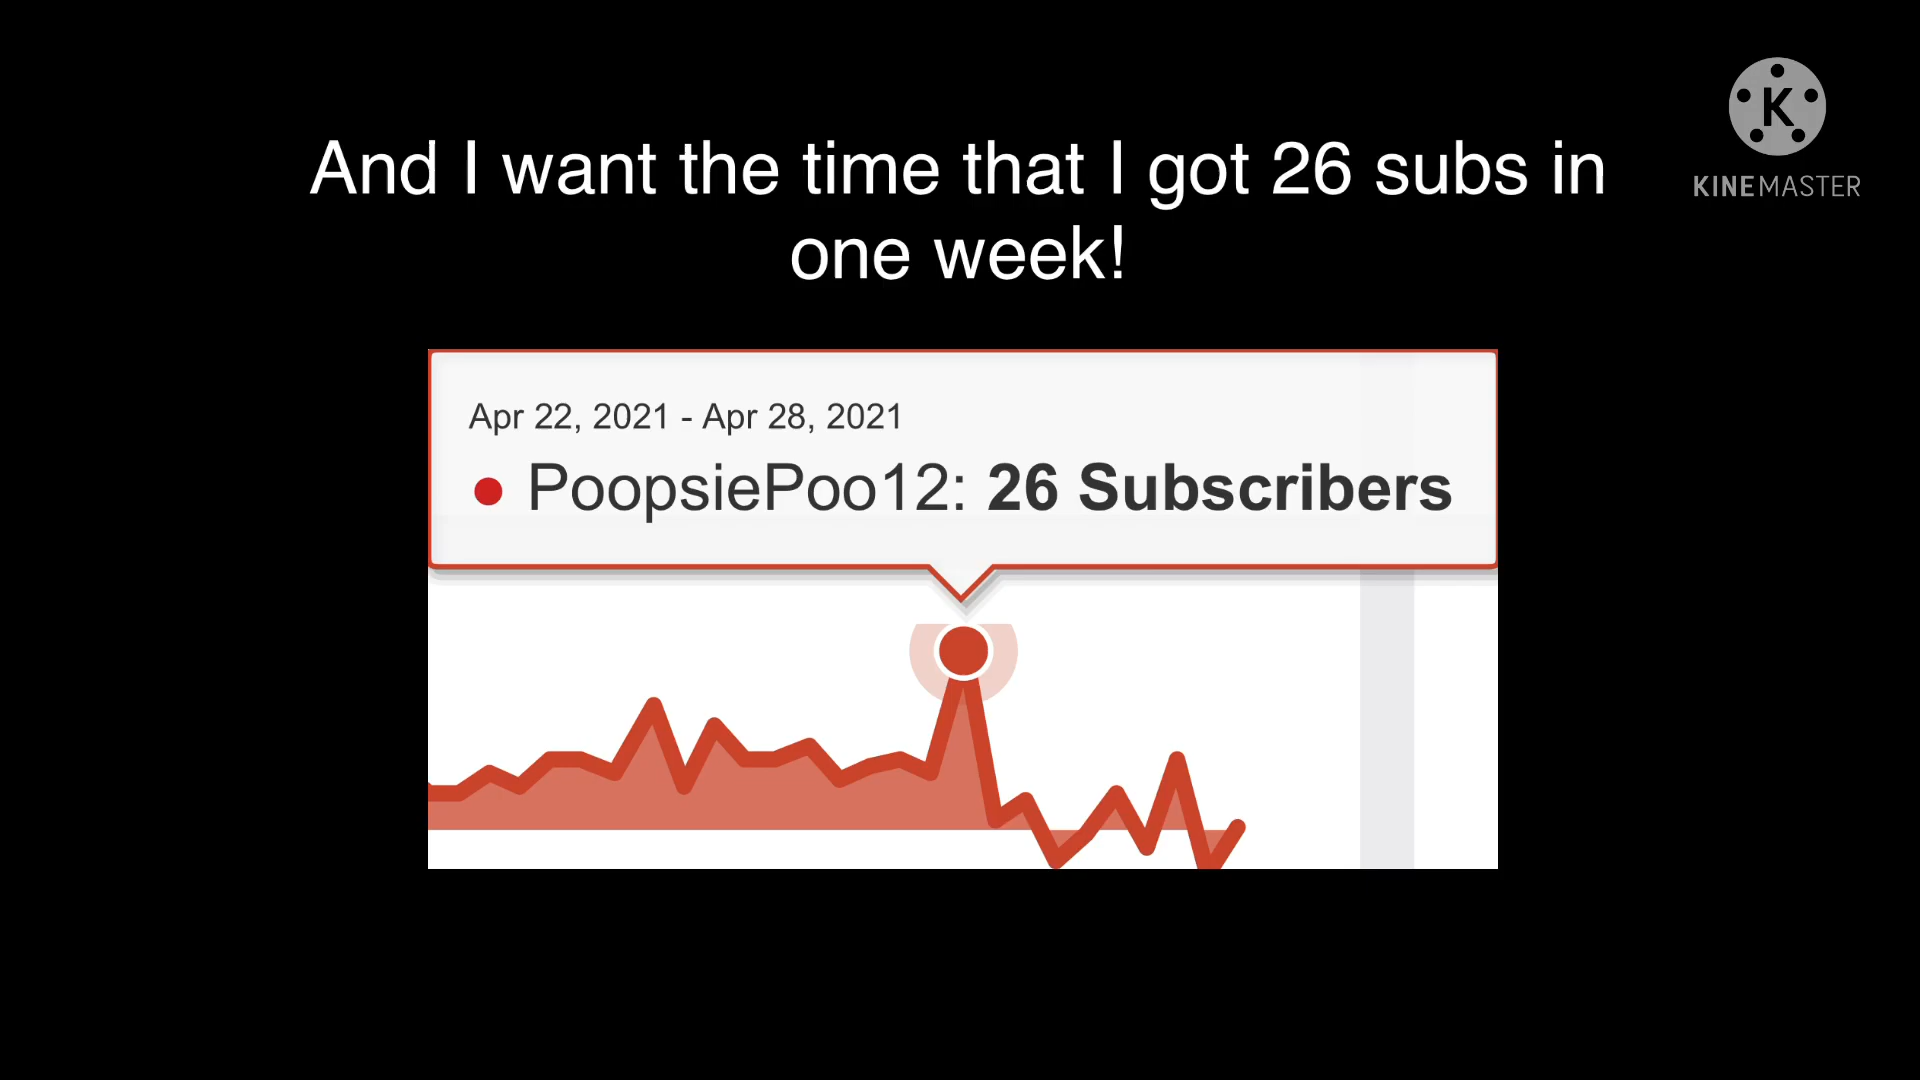 And I want the time that I got 26 subs in
one week!
K
KINEMASTER
Apr 22, 2021 - Apr 28, 2021
PoopsiePoo12: 26 Subscribers